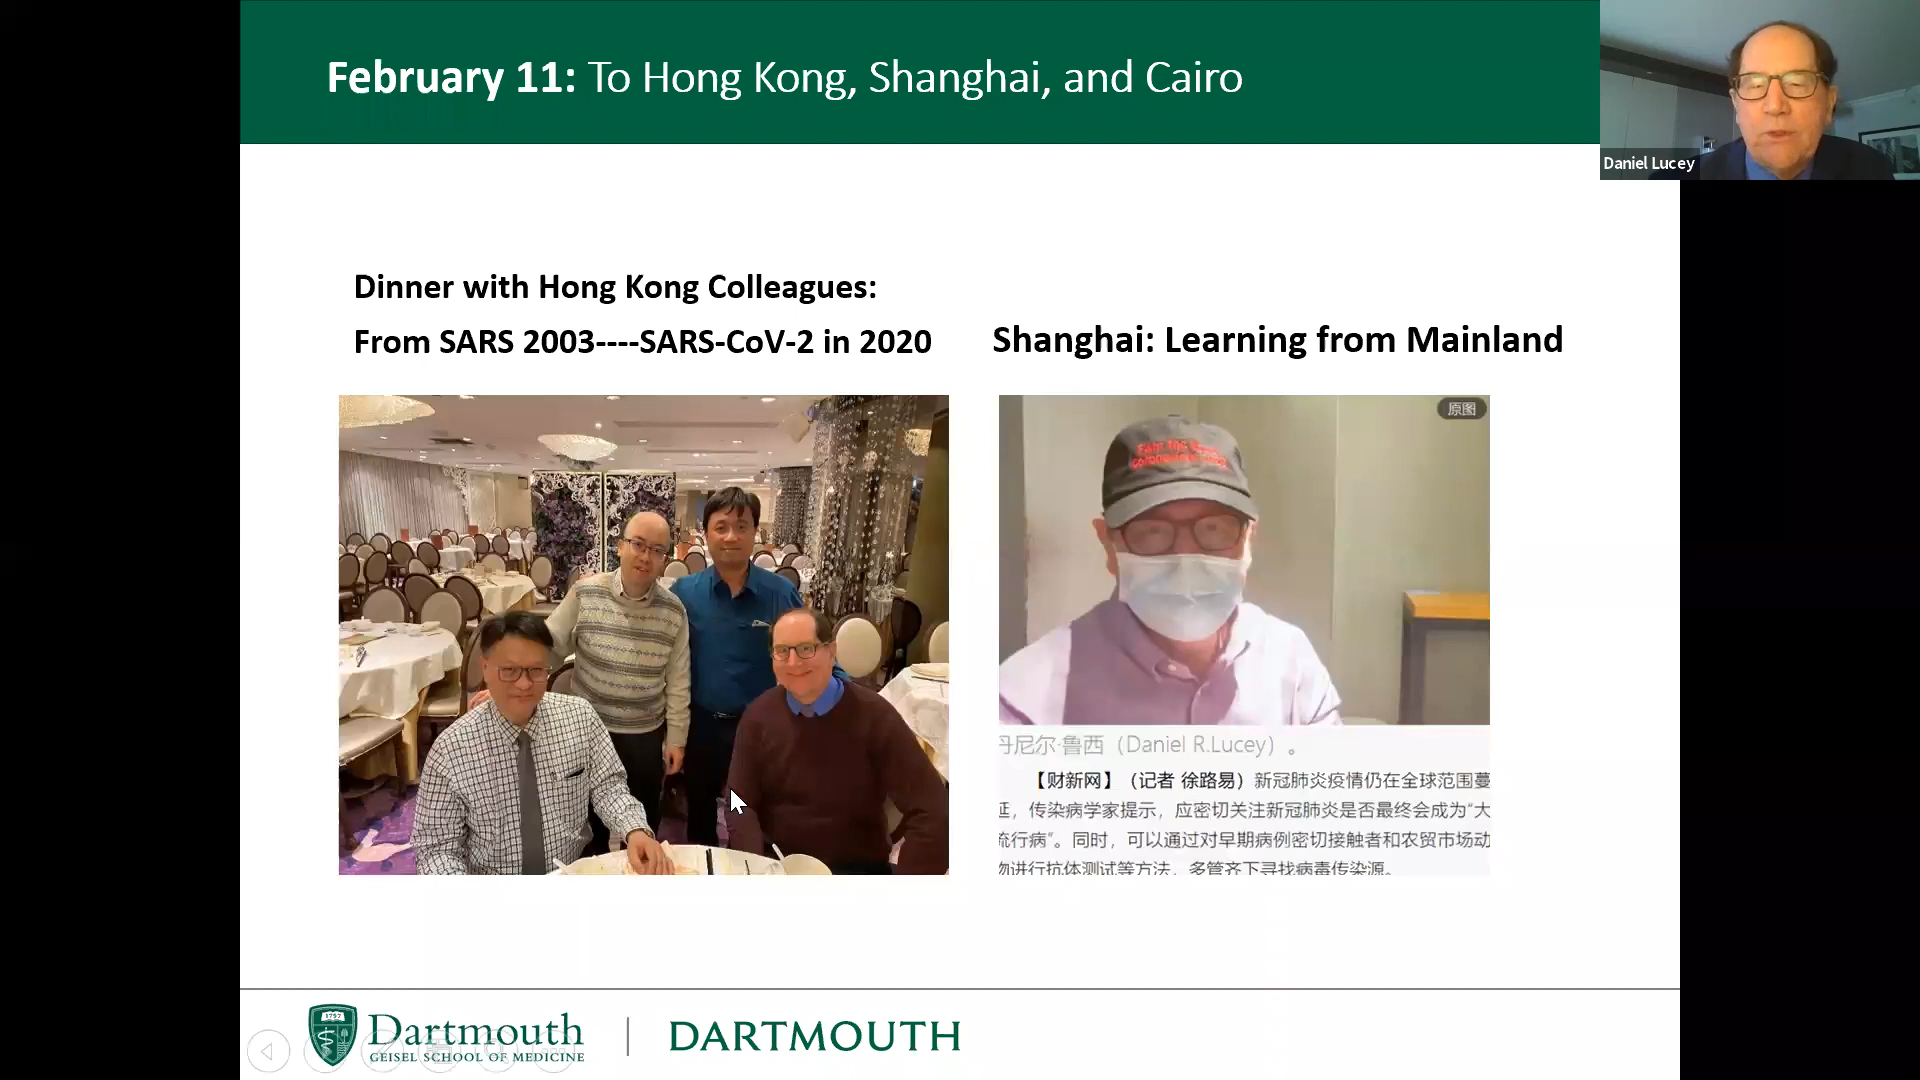 February 11: To Hong Kong, Shanghai, and Cairo
Daniel Lucey
Dinner with Hong Kong Colleagues:
From SARS 2003----SARS-CoV-2 in 2020
Shanghai: Learning from Mainland
原图
丹尼尔·鲁西（Daniel R.Lucey）。
【财新网】（记者 徐路易）新冠肺炎疫情仍在全球范围蔓
延，传染病学家提示，应密切关注新冠肺炎是否最终会成为“大
流行病”。同时，可以通过对早期病例密切接触者和农贸市场动
物进行抗体测试等方法，多管齐下寻找病毒传染源。
1797
Dartmouth
GEISEL SCHOOL OF MEDICINE
DARTMOUTH